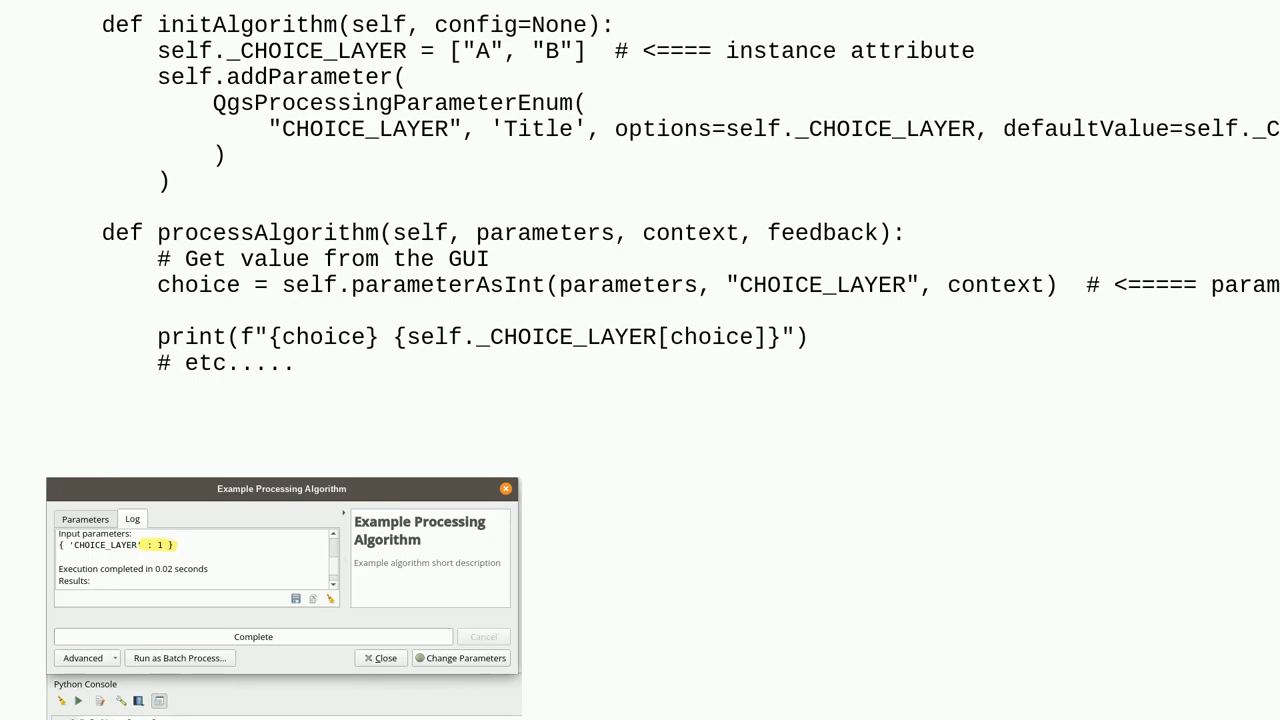 def initAlgorithm(self, config=None):
self._CHOICE_LAYER = ["A", "B"]  # <==== instance attribute
self.addParameter(
QgsProcessingParameterEnum(
"CHOICE_LAYER", 'Title', options=self._CHOICE_LAYER, defaultValue=self._C
)
)
def processAlgorithm(self, parameters, context, feedback):
# Get value from the GUI
choice = self.parameterAsInt(parameters, "CHOICE_LAYER", context)  # <===== param
print(f"{choice} {self._CHOICE_LAYER[choice]}")
# etc.....
Example Processing Algorithm
Parameters
Log
Input parameters:
{ 'CHOICE_LAYER' : 1 }
Execution completed in 0.02 seconds
Results:
Example Processing
Algorithm
Example algorithm short description
Complete
Cancel
Advanced
Run as Batch Process...
Close
Change Parameters
Python Console